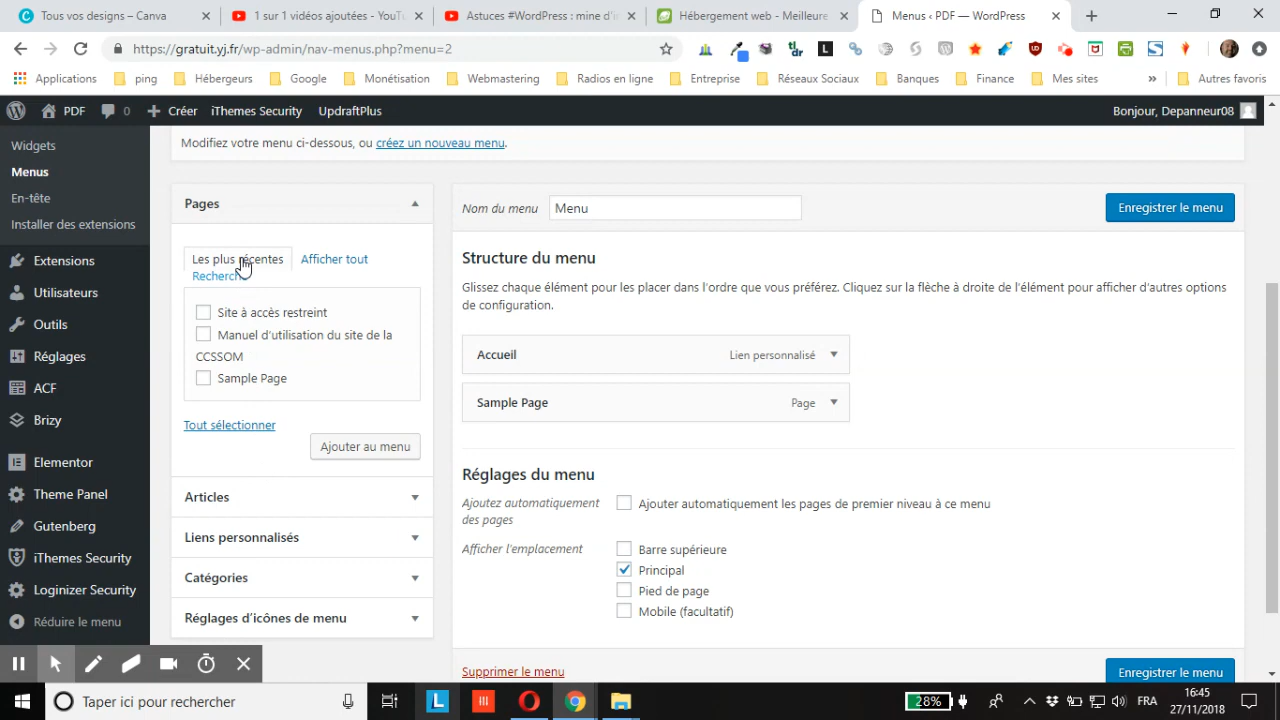 Tous vos designs – Canva
1 sur 1 vidéos ajoutées - YouTu
Astuces #WordPress : mine d'in
Hébergement web - Meilleure
Menus ‹ PDF — WordPress
https://gratuit.yj.fr/wp-admin/nav-menus.php?menu=2
Applications ping Hébergeurs Google Monétisation Webmastering Radios en ligne Entreprise Réseaux Sociaux Banques Finance Mes sites » Autres favoris
PDF 0 Créer iThemes Security UpdraftPlus Bonjour, Depanneur08
Widgets
Menus
En-tête
Installer des extensions
Extensions
Utilisateurs
Outils
Réglages
ACF
Brizy
Elementor
Theme Panel
Gutenberg
iThemes Security
Loginizer Security
Réduire le menu
Modifiez votre menu ci-dessous, ou créez un nouveau menu.
Pages
Les plus récentes Afficher tout
Recherche
Site à accès restreint
Manuel d'utilisation du site de la
CCSSOM
Sample Page
Tout sélectionner
Ajouter au menu
Articles
Liens personnalisés
Catégories
Réglages d'icônes de menu
Nom du menu Menu Enregistrer le menu
Structure du menu
Glissez chaque élément pour les placer dans l'ordre que vous préférez. Cliquez sur la flèche à droite de l'élément pour afficher d'autres options
de configuration.
Accueil Lien personnalisé
Sample Page Page
Réglages du menu
Ajoutez automatiquement
des pages
Ajouter automatiquement les pages de premier niveau à ce menu
Afficher l'emplacement
Barre supérieure
Principal
Pied de page
Mobile (facultatif)
Supprimer le menu Enregistrer le menu
Taper ici pour rechercher
28% FRA
16:45
27/11/2018